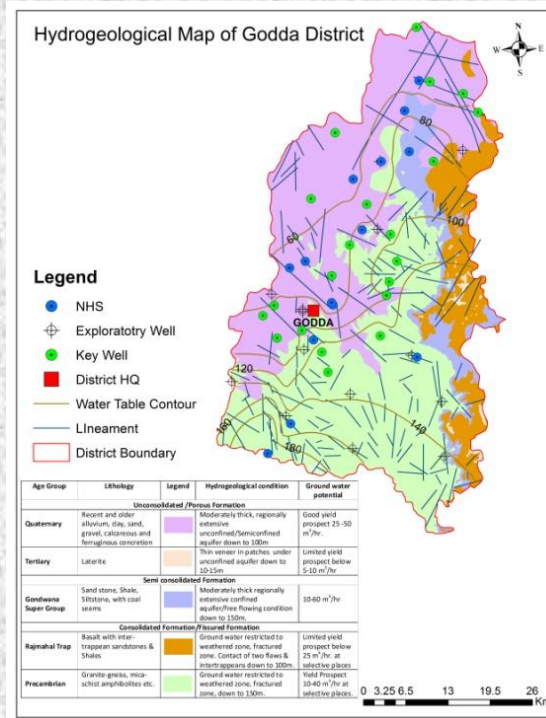 Hydrogeological Map of Godda District
N
W E
S
80
100
60
GODDA
120
160
180
140
Legend
NHS
Exploratotry Well
Key Well
District HQ
Water Table Contour
LIneament
District Boundary
Age Group Lithology Legend Hydrogeological condition Ground water potential
Unconsolidated /Porous Formation
Quaternary Recent and older alluvium, clay, sand, gravel, calcareous and ferruginous concretion Moderately thick, regionally extensive unconfined/Semiconfined aquifer down to 100m Good yield prospect 25 -50 m³/hr.
Tertiary Laterite Thin veneer in patches under unconfined aquifer down to 10-15m Limited yield prospect below 5-10 m³/hr
Semi consolidated Formation
Gondwana Super Group Sand stone, Shale, Siltstone, with coal seams Moderately thick regionally extensive confined aquifer/free flowing condition down to 150m. 10-60 m³/hr
Consolidated Formation/Fissured Formation
Rajmahal Trap Basalt with inter-trappean sandstones & Shales Ground water restricted to weathered zone, fractured zone. Contact of two flaws & intertrappeans down to 100m. Limited yield prospect below 25 m³/hr. at selective places
Precambrian Granite-gneiss, mica-schist amphibolites etc. Ground water restricted to weathered zone, fractured zone, down to 150m. Yield Prospect 10-40 m³/hr at selective places.
0 3.25 6.5 13 19.5 26
Km